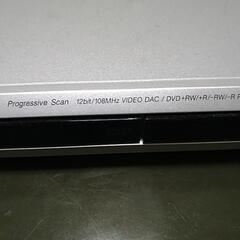 Progressive Scan 12bit/108MHz VIDEO DAC / DVD+RW/+R/-RW/-R